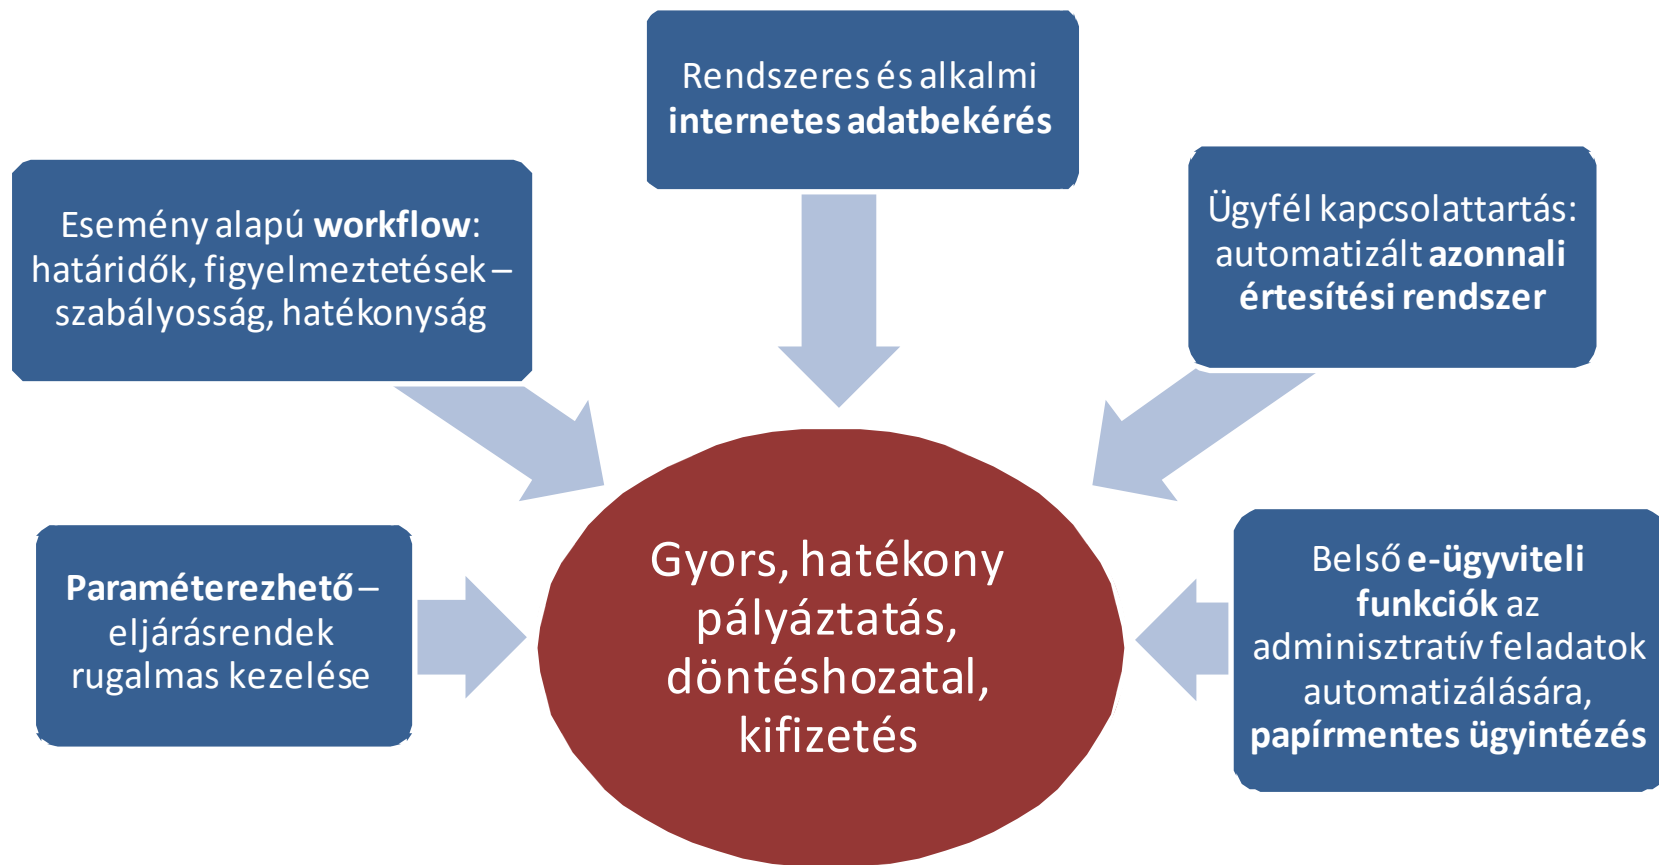 Rendszeres és alkalmi
internetes adatbekérés
Esemény alapú workflow:
határidők, figyelmeztetések –
szabályosság, hatékonyság
Ügyfél kapcsolattartás:
automatizált azonnali
értesítési rendszer
Paraméterezhető –
eljárásrendek
rugalmas kezelése
Gyors, hatékony
pályáztatás,
döntéshozatal,
kifizetés
Belső e-ügyviteli
funkciók az
adminisztratív feladatok
automatizálására,
papírmentes ügyintézés